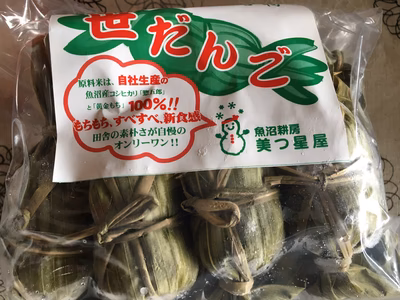 笹だんご
原料米は、自社生産の
魚沼産コシヒカリ「惣五郎」
と「黄金もち」100%!!
もちもち、すべすべ、新食感
田舎の素朴さが自慢の
オンリーワン!!
魚沼耕房
美つ星屋